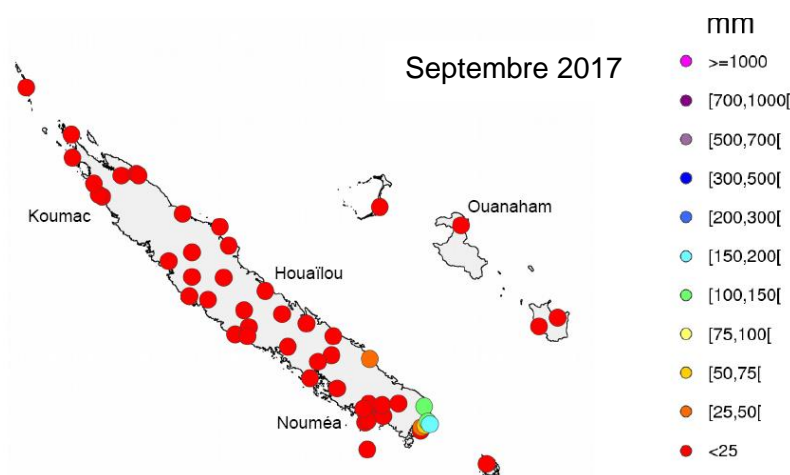 mm
Septembre 2017
>=1000
[700,1000[
[500,700[
Ouanaham
[300,500[
Koumac
[200,300[
[150,200[
Houaïlou
[100,150[
[75,100[
[50,75[
Nouméa
[25,50[
<25